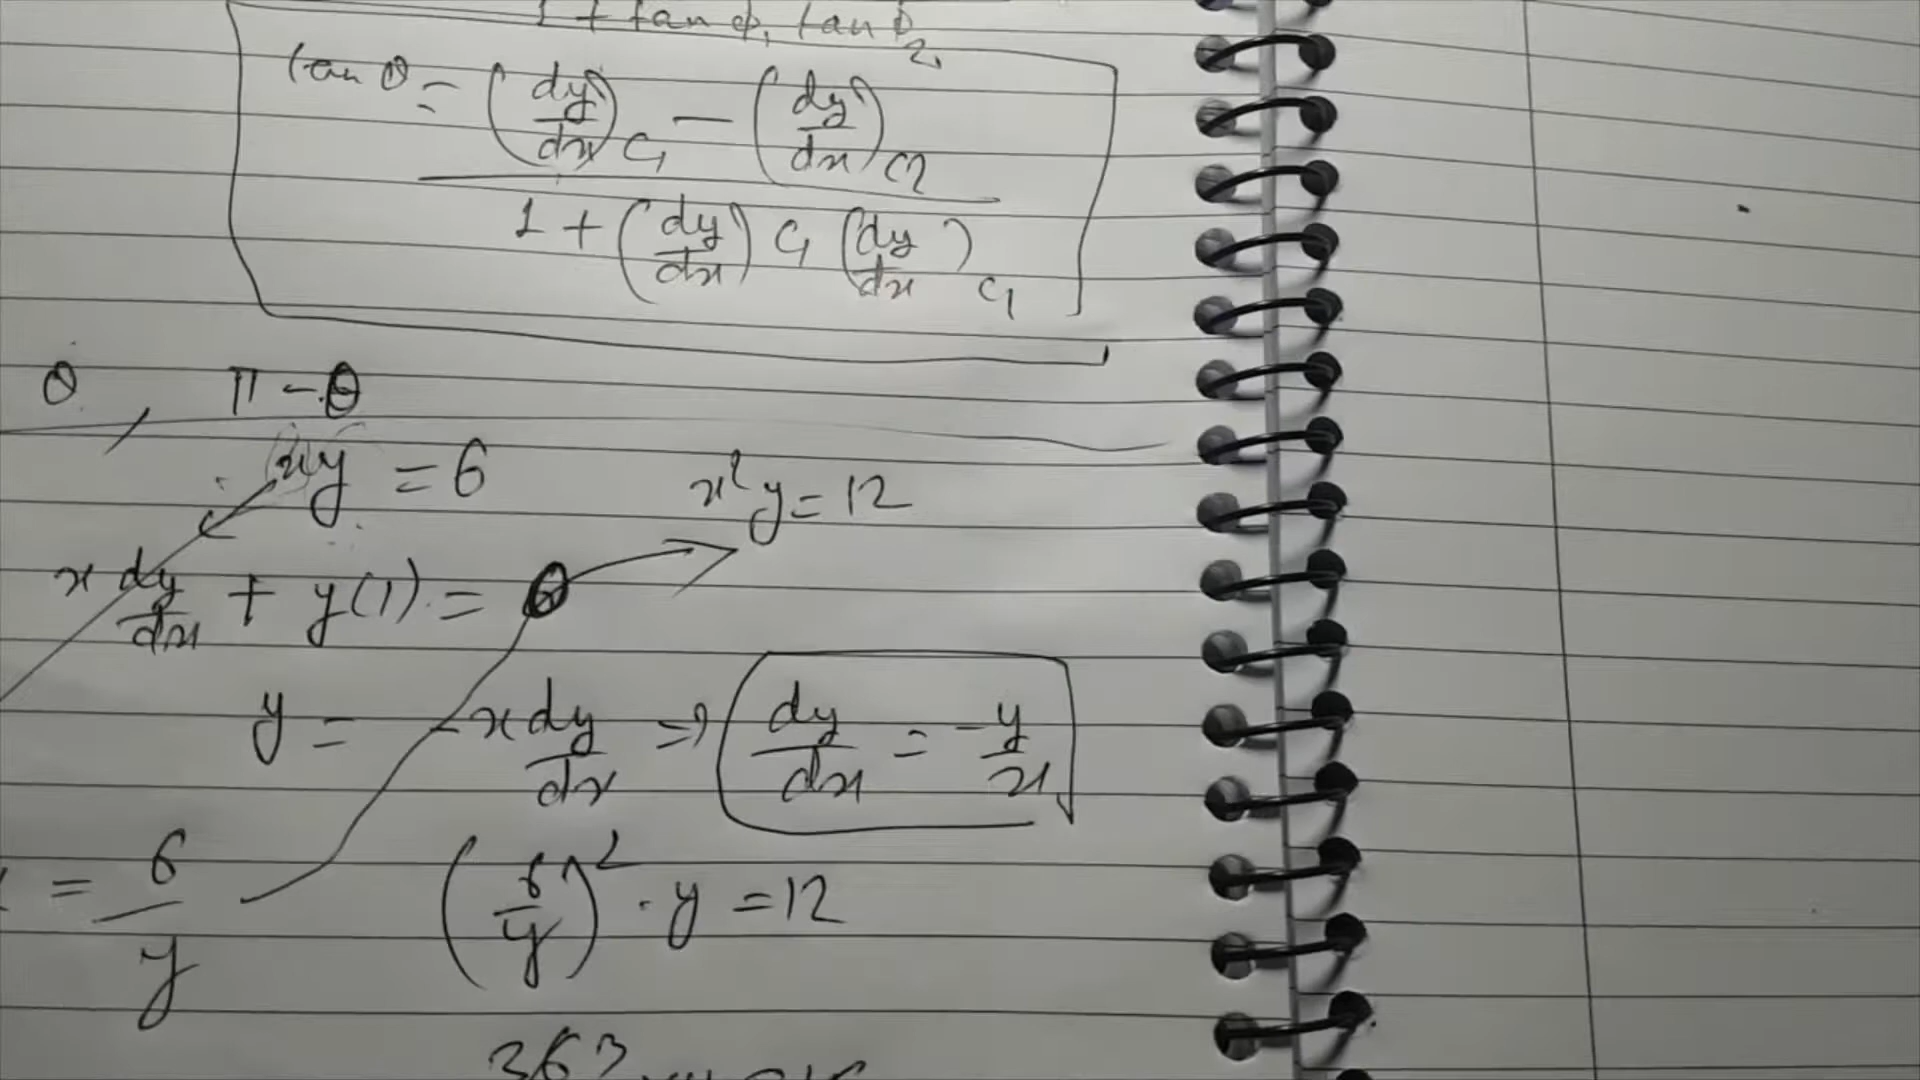 1 + tan φ₁ tan φ₂
tan θ = (dy/dx)C₁ − (dy/dx)C2
1 + (dy/dx) C₁ (dy/dx)C₁
θ , π − θ
xy = 6
x²y = 12
x dy/dx + y(1) = 0
y = −x dy/dx ⇒ dy/dx = −y/x
= 6/y
(6/y)² · y = 12